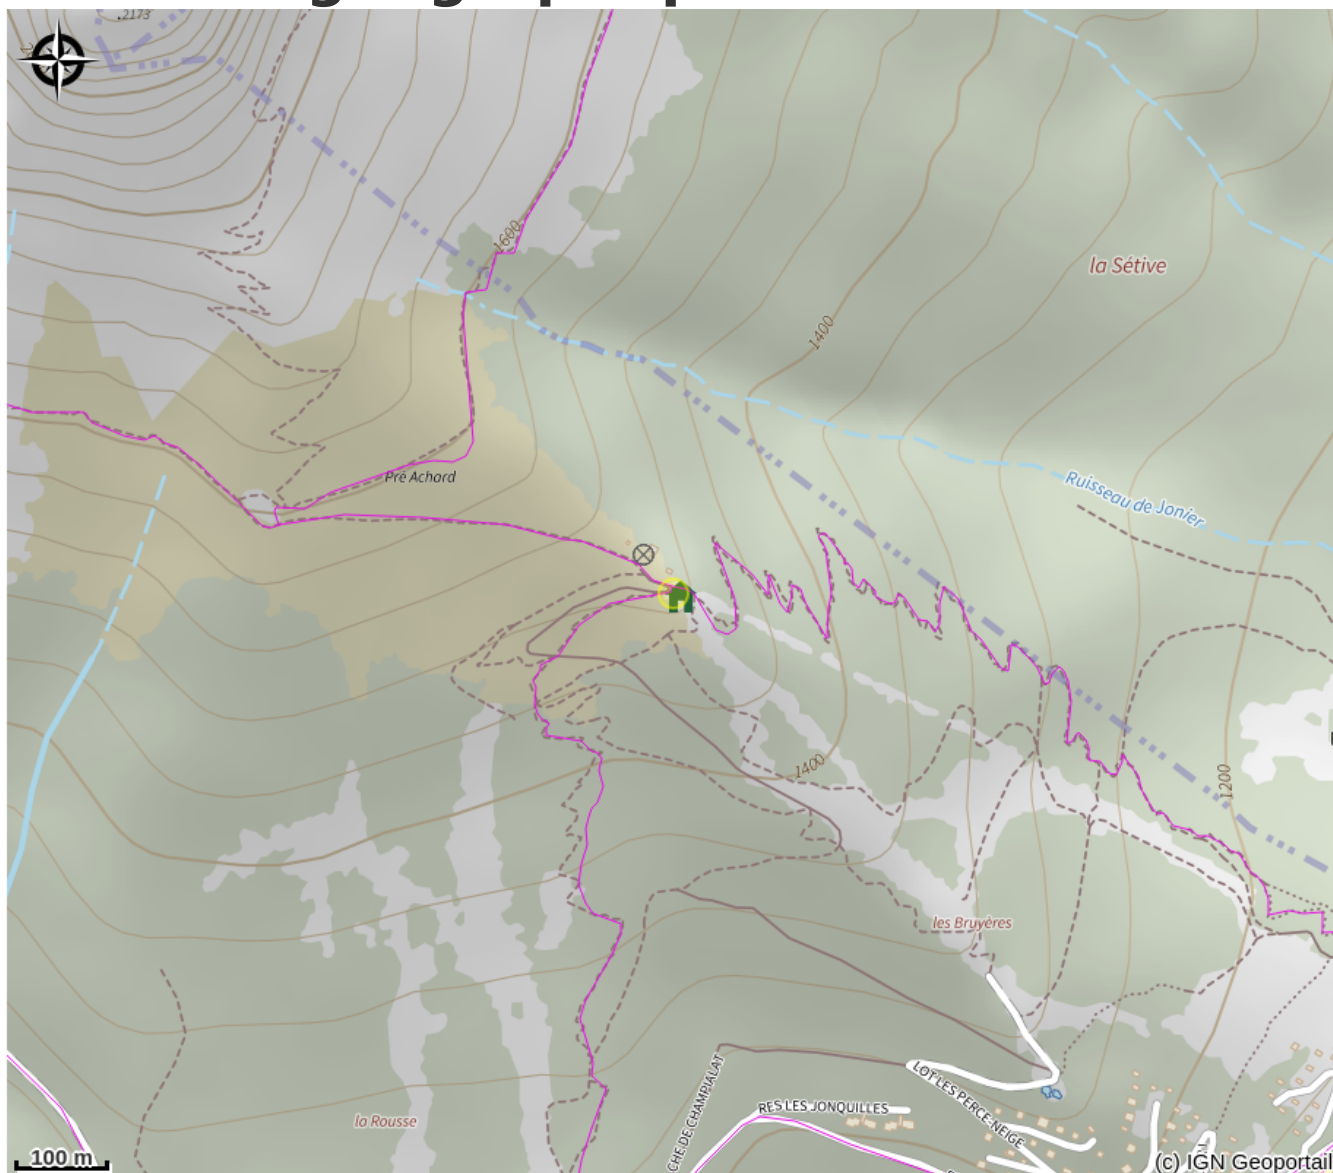 .2173
1600
la Sétive
1400
Pré Achard
Ruisseau de Jonier
1400
1200
les Bruyères
LOT LES PERCE-NEIGE
RES LES JONQUILLES
CHE DE CHAMPIALAT
la Rousse
100 m
(c) IGN Geoportail